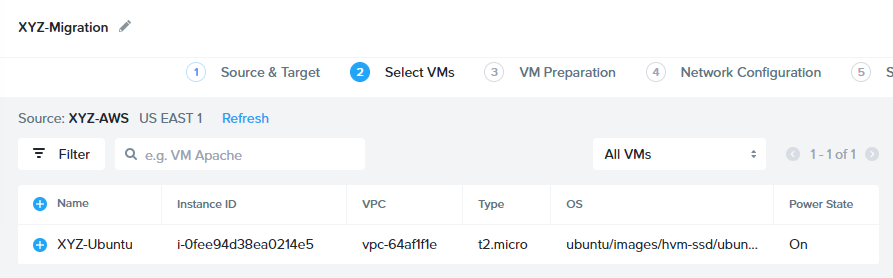 XYZ-Migration
1 Source & Target 2 Select VMs 3 VM Preparation 4 Network Configuration 5 S
Source: XYZ-AWS US EAST 1 Refresh
Filter e.g. VM Apache All VMs 1 - 1 of 1
Name Instance ID VPC Type OS Power State
XYZ-Ubuntu i-0fee94d38ea0214e5 vpc-64af1f1e t2.micro ubuntu/images/hvm-ssd/ubun... On